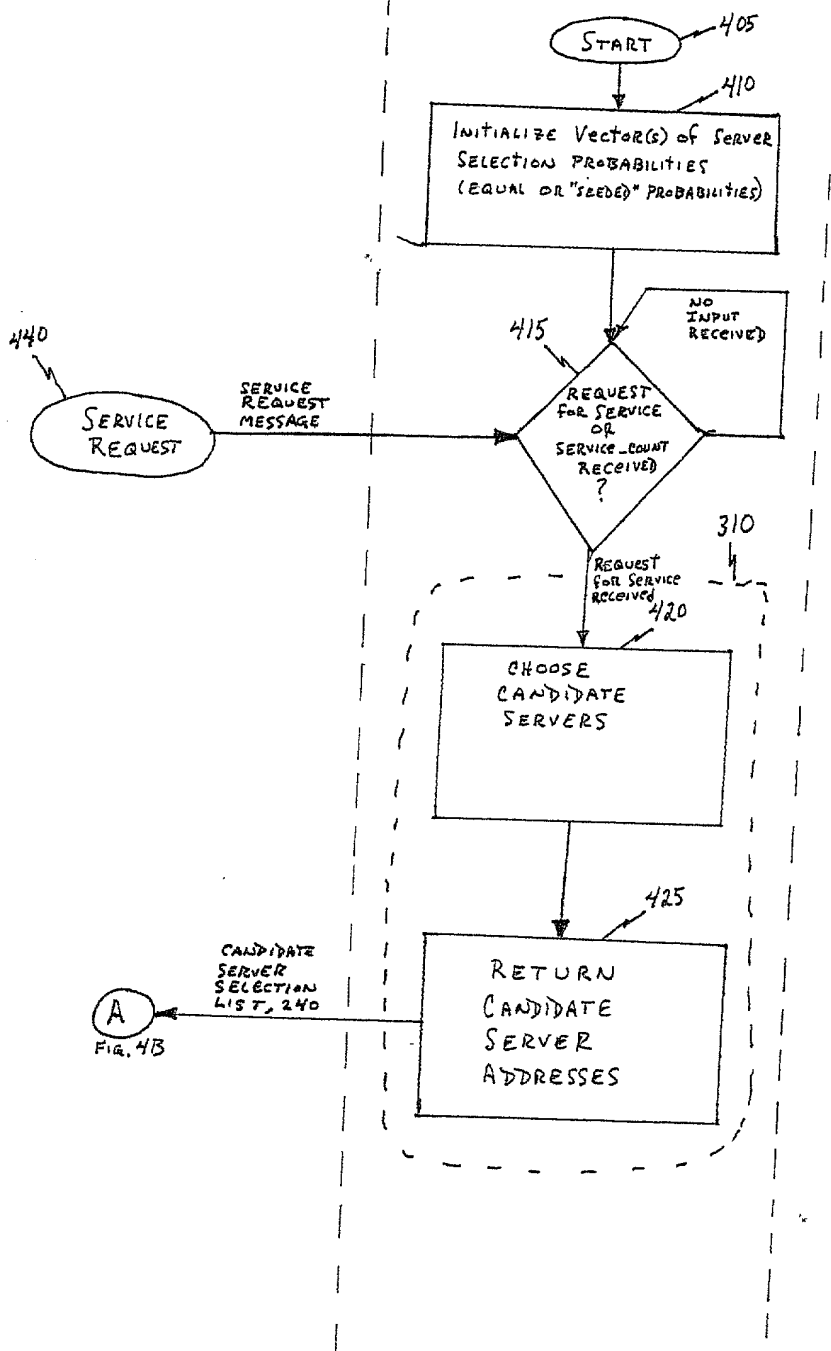 405
START
410
INITIALIZE VECTOR(S) OF SERVER
SELECTION PROBABILITIES
(EQUAL OR "SEEDED" PROBABILITIES)
NO
INPUT
RECEIVED
415
440
SERVICE
REQUEST
MESSAGE
SERVICE
REQUEST
REQUEST
FOR SERVICE
OR
SERVICE_COUNT
RECEIVED
?
310
REQUEST
FOR SERVICE
RECEIVED
420
CHOOSE
CANDIDATE
SERVERS
425
CANDIDATE
SERVER
SELECTION
LIST, 240
A
FIG. 4B
RETURN
CANDIDATE
SERVER
ADDRESSES